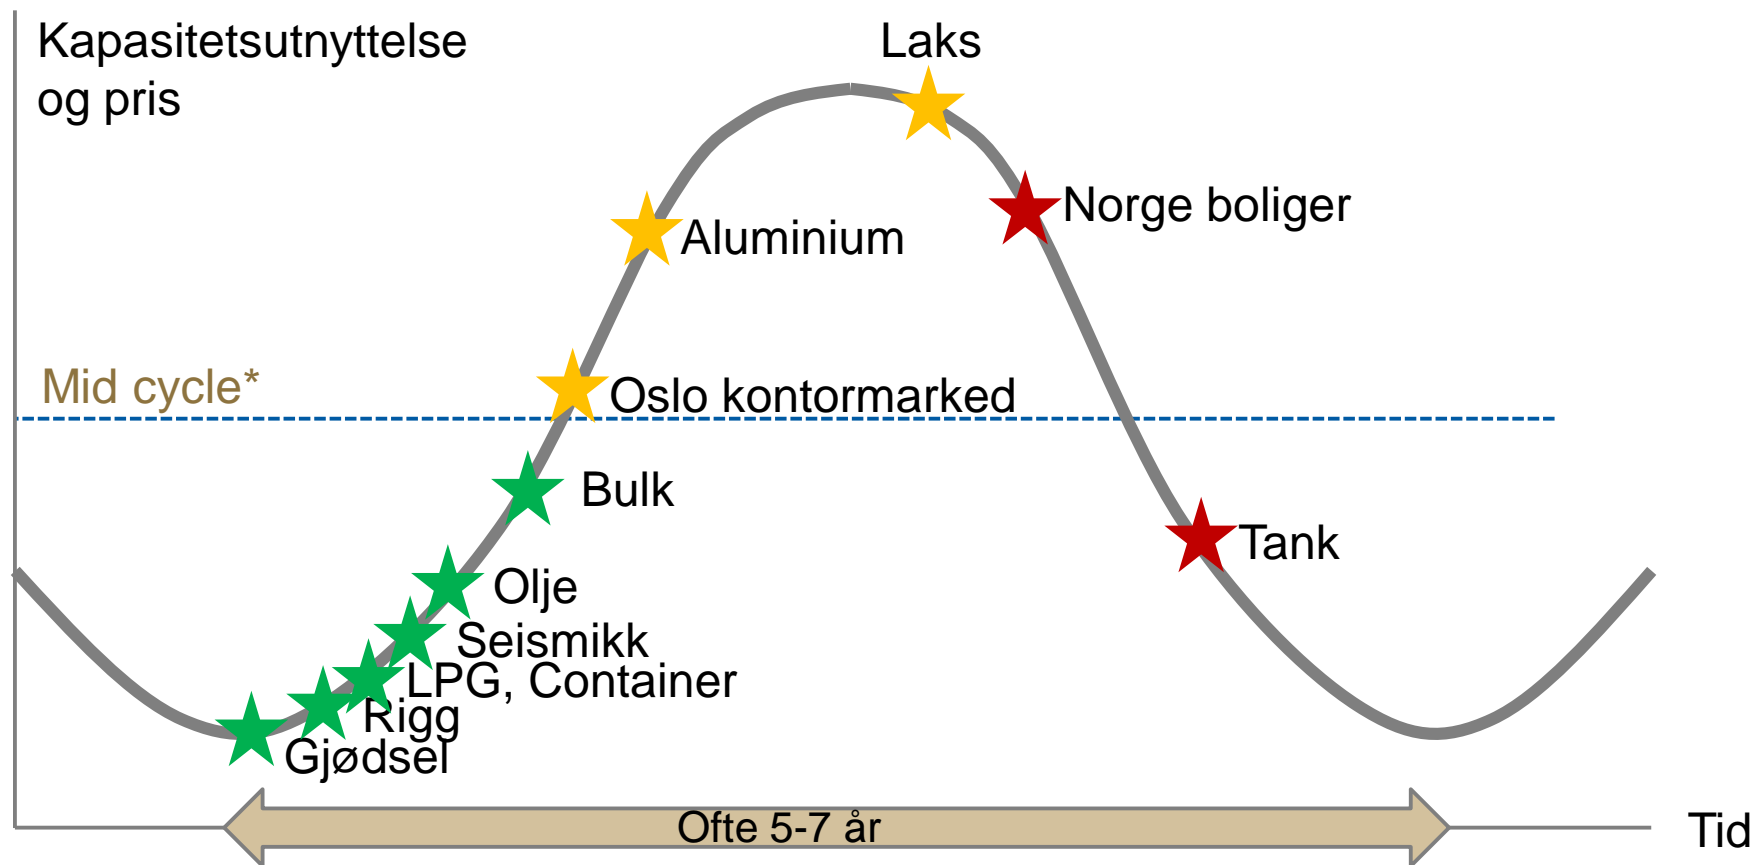 Kapasitetsutnyttelse
og pris
Laks
Norge boliger
Aluminium
Mid cycle*
Oslo kontormarked
Bulk
Tank
Olje
Seismikk
LPG, Container
Rigg
Gjødsel
Ofte 5-7 år
Tid